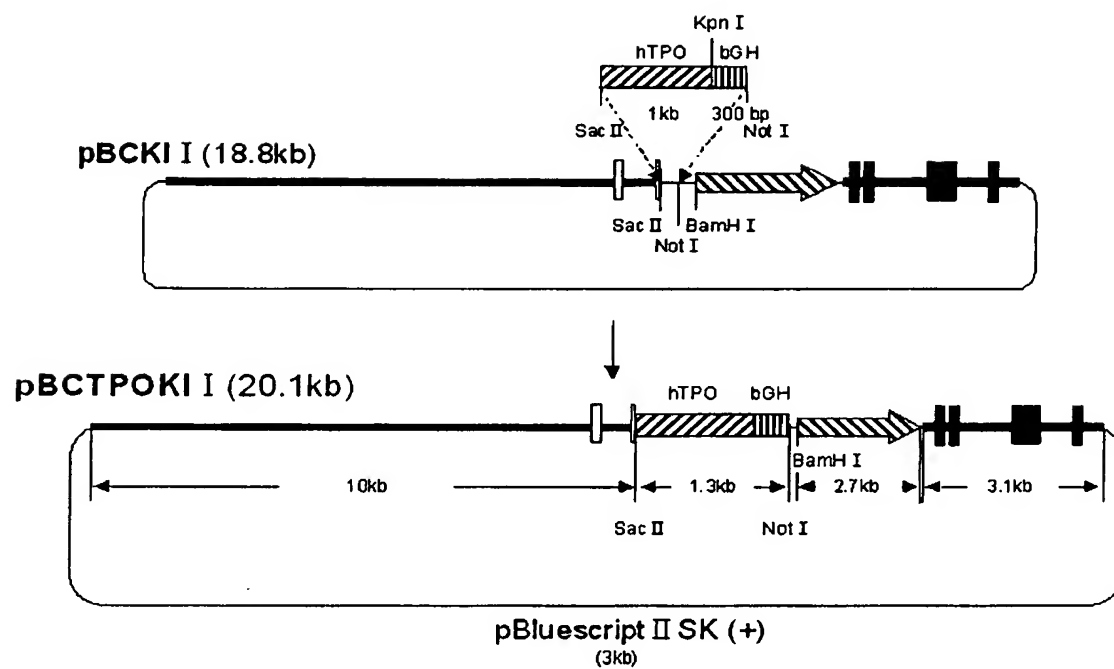 Kpn I
hTPO bGH
1kb 300 bp
Sac II Not I
pBCKI I (18.8kb)
Sac II BamH I
Not I
pBCTPOKI I (20.1kb)
hTPO bGH
BamH I
10kb 1.3kb 2.7kb 3.1kb
Sac II Not I
pBluescript II SK (+)
(3kb)